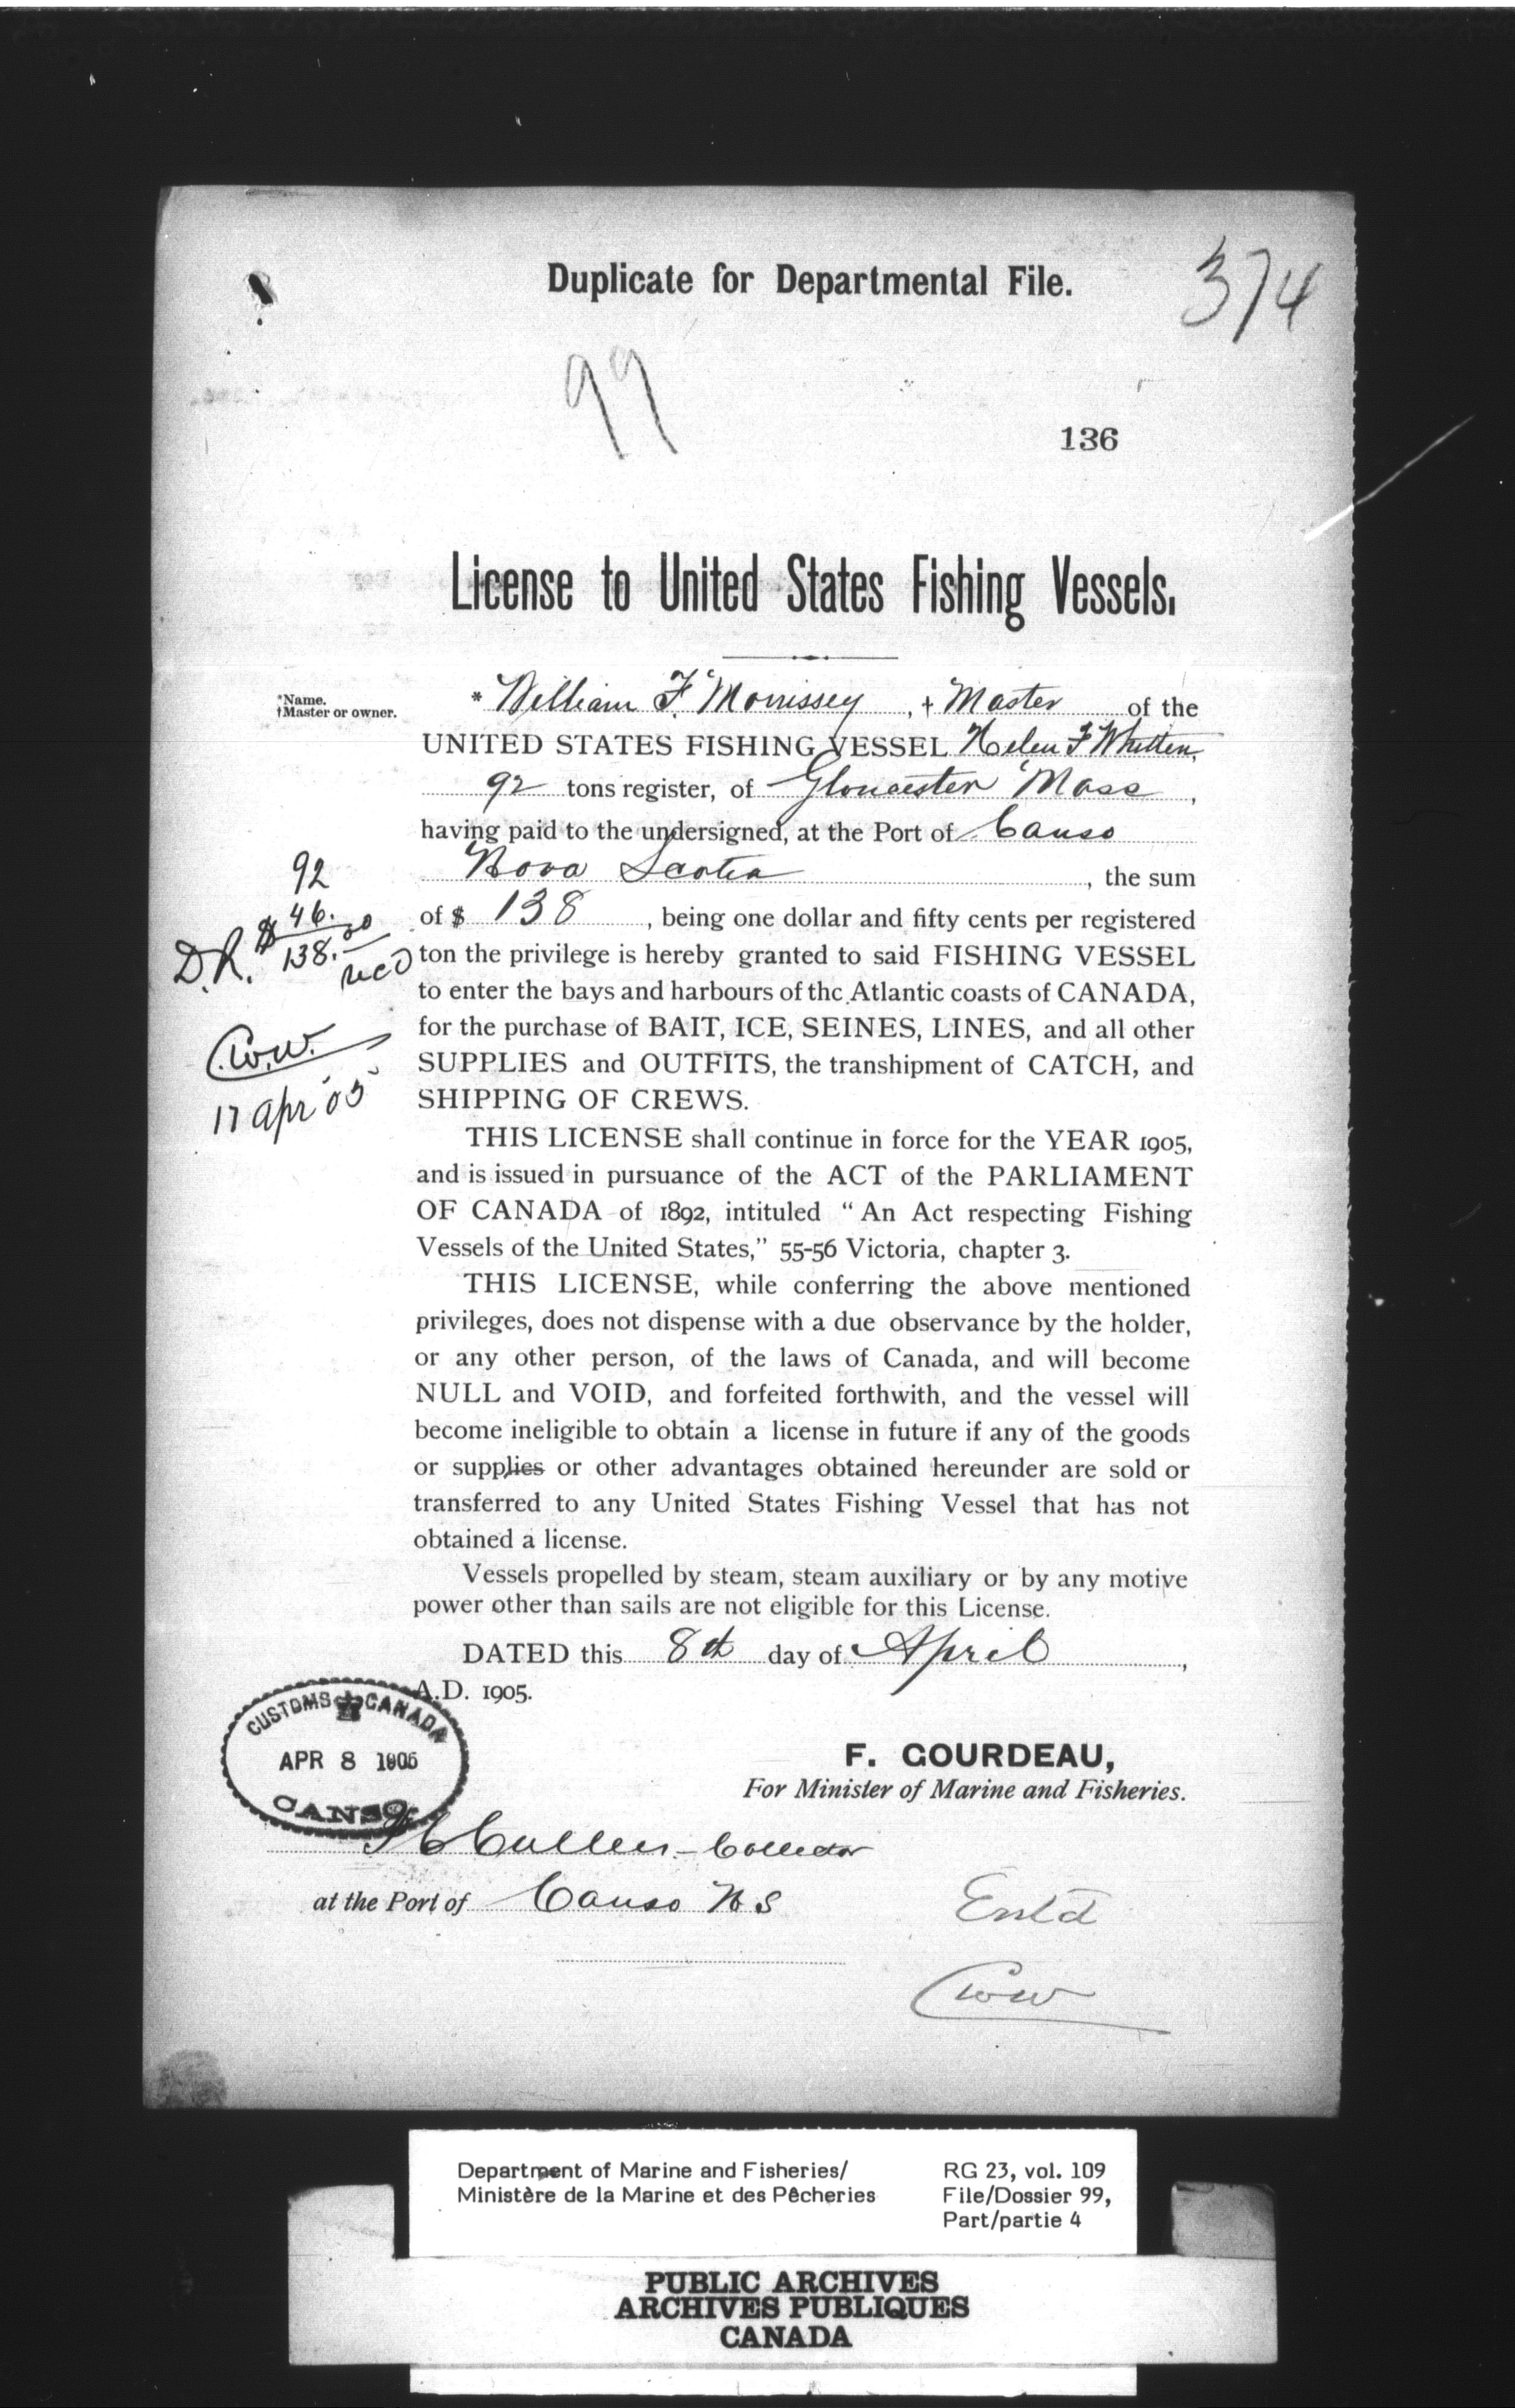 Duplicate for Departmental File.
374
99
136
License to United States Fishing Vessels.
*Name.
†Master or owner.
* William F. Morrissey, † Master of the
UNITED STATES FISHING VESSEL Helen F Whitten,
92 tons register, of Gloucester Mass,
having paid to the undersigned, at the Port of Canso
Nova Scotia, the sum
of $ 138, being one dollar and fifty cents per registered
ton the privilege is hereby granted to said FISHING VESSEL
to enter the bays and harbours of the Atlantic coasts of CANADA,
for the purchase of BAIT, ICE, SEINES, LINES, and all other
SUPPLIES and OUTFITS, the transhipment of CATCH, and
SHIPPING OF CREWS.
92
46.
D.R. $ 138.00
rec'd
C.W.W.
17 Apr '05
THIS LICENSE shall continue in force for the YEAR 1905,
and is issued in pursuance of the ACT of the PARLIAMENT
OF CANADA of 1892, intituled "An Act respecting Fishing
Vessels of the United States," 55-56 Victoria, chapter 3.
THIS LICENSE, while conferring the above mentioned
privileges, does not dispense with a due observance by the holder,
or any other person, of the laws of Canada, and will become
NULL and VOID, and forfeited forthwith, and the vessel will
become ineligible to obtain a license in future if any of the goods
or supplies or other advantages obtained hereunder are sold or
transferred to any United States Fishing Vessel that has not
obtained a license.
Vessels propelled by steam, steam auxiliary or by any motive
power other than sails are not eligible for this License.
DATED this 8th day of April,
A.D. 1905.
CUSTOMS CANADA
APR 8 1905
CANSO
F. GOURDEAU,
For Minister of Marine and Fisheries.
Cullen - Collector
at the Port of Canso N S
Ent'd
CWW
Department of Marine and Fisheries/
Ministère de la Marine et des Pêcheries
RG 23, vol. 109
File/Dossier 99,
Part/partie 4
PUBLIC ARCHIVES
ARCHIVES PUBLIQUES
CANADA